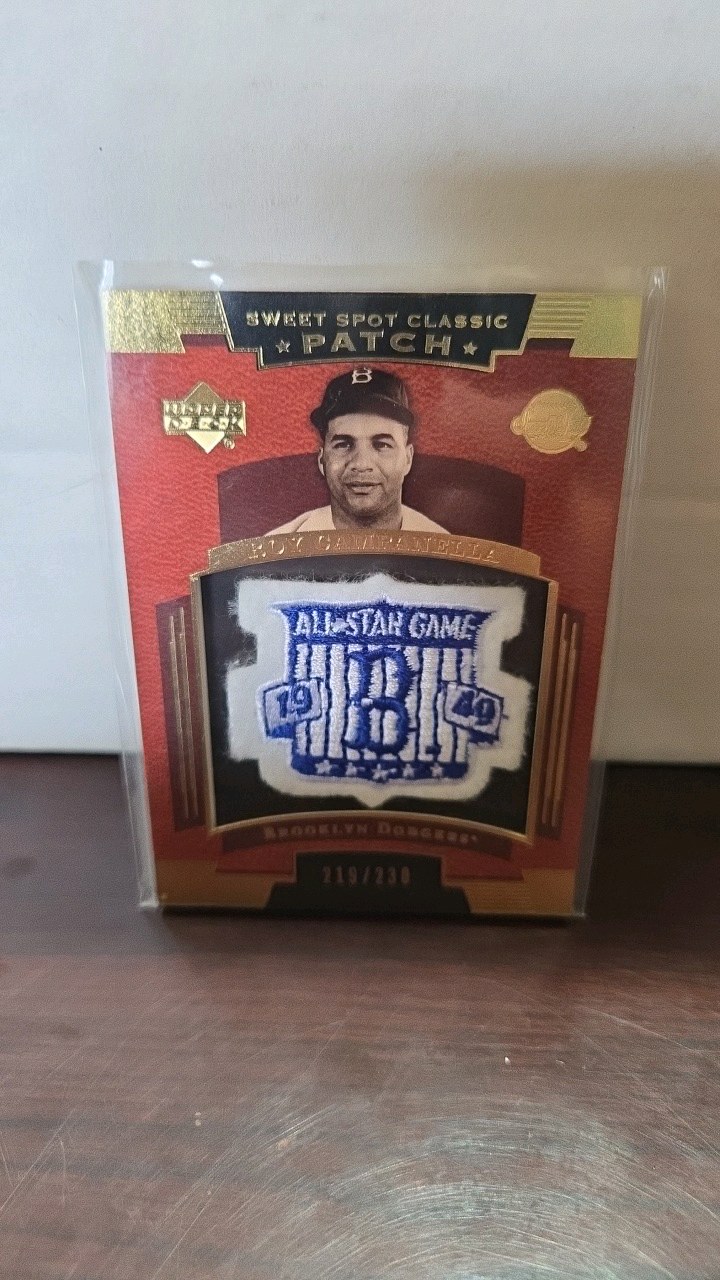 SWEET SPOT CLASSIC
PATCH
B
UPPER
DECK
ROY CAMPANELLA
ALL-STAR GAME
19 B 49
BROOKLYN DODGERS
219/230